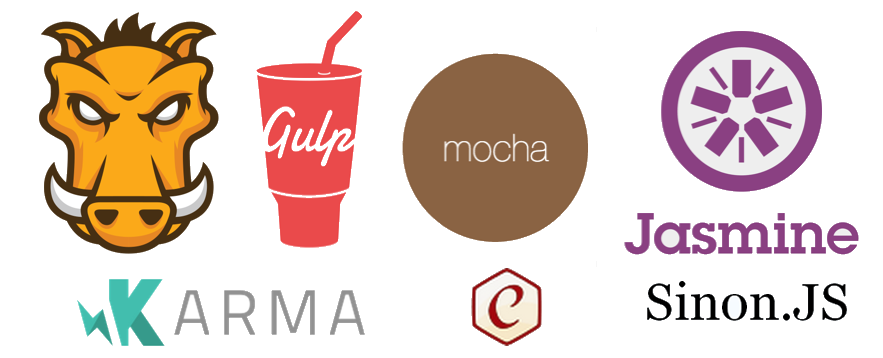 Gulp
mocha
Jasmine
KARMA
C
Sinon.JS